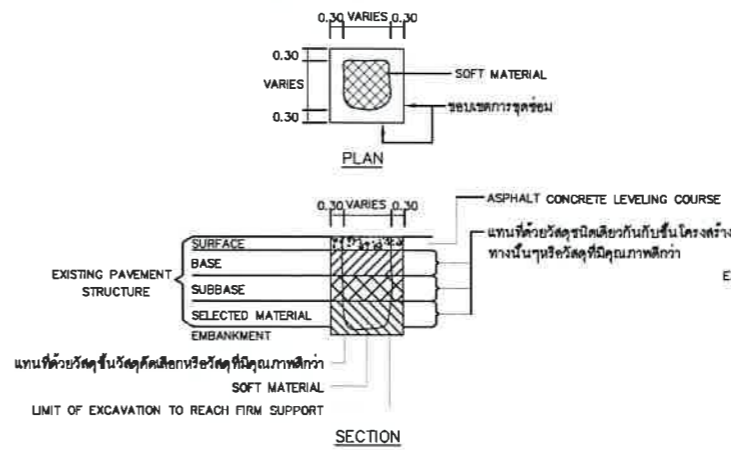 0.30 VARIES 0.30
0.30
VARIES
0.30
SOFT MATERIAL
ขอบเขตการขุดซ่อม
PLAN
0.30 VARIES 0.30
ASPHALT CONCRETE LEVELING COURSE
SURFACE
BASE
SUBBASE
SELECTED MATERIAL
EMBANKMENT
EXISTING PAVEMENT
STRUCTURE
แทนที่ด้วยวัสดุชนิดเดียวกันกับชั้นโครงสร้าง
ทางนั้นๆหรือวัสดุที่มีคุณภาพดีกว่า
E
แทนที่ด้วยวัสดุชั้นวัสดุคัดเลือกหรือวัสดุที่มีคุณภาพดีกว่า
SOFT MATERIAL
LIMIT OF EXCAVATION TO REACH FIRM SUPPORT
SECTION